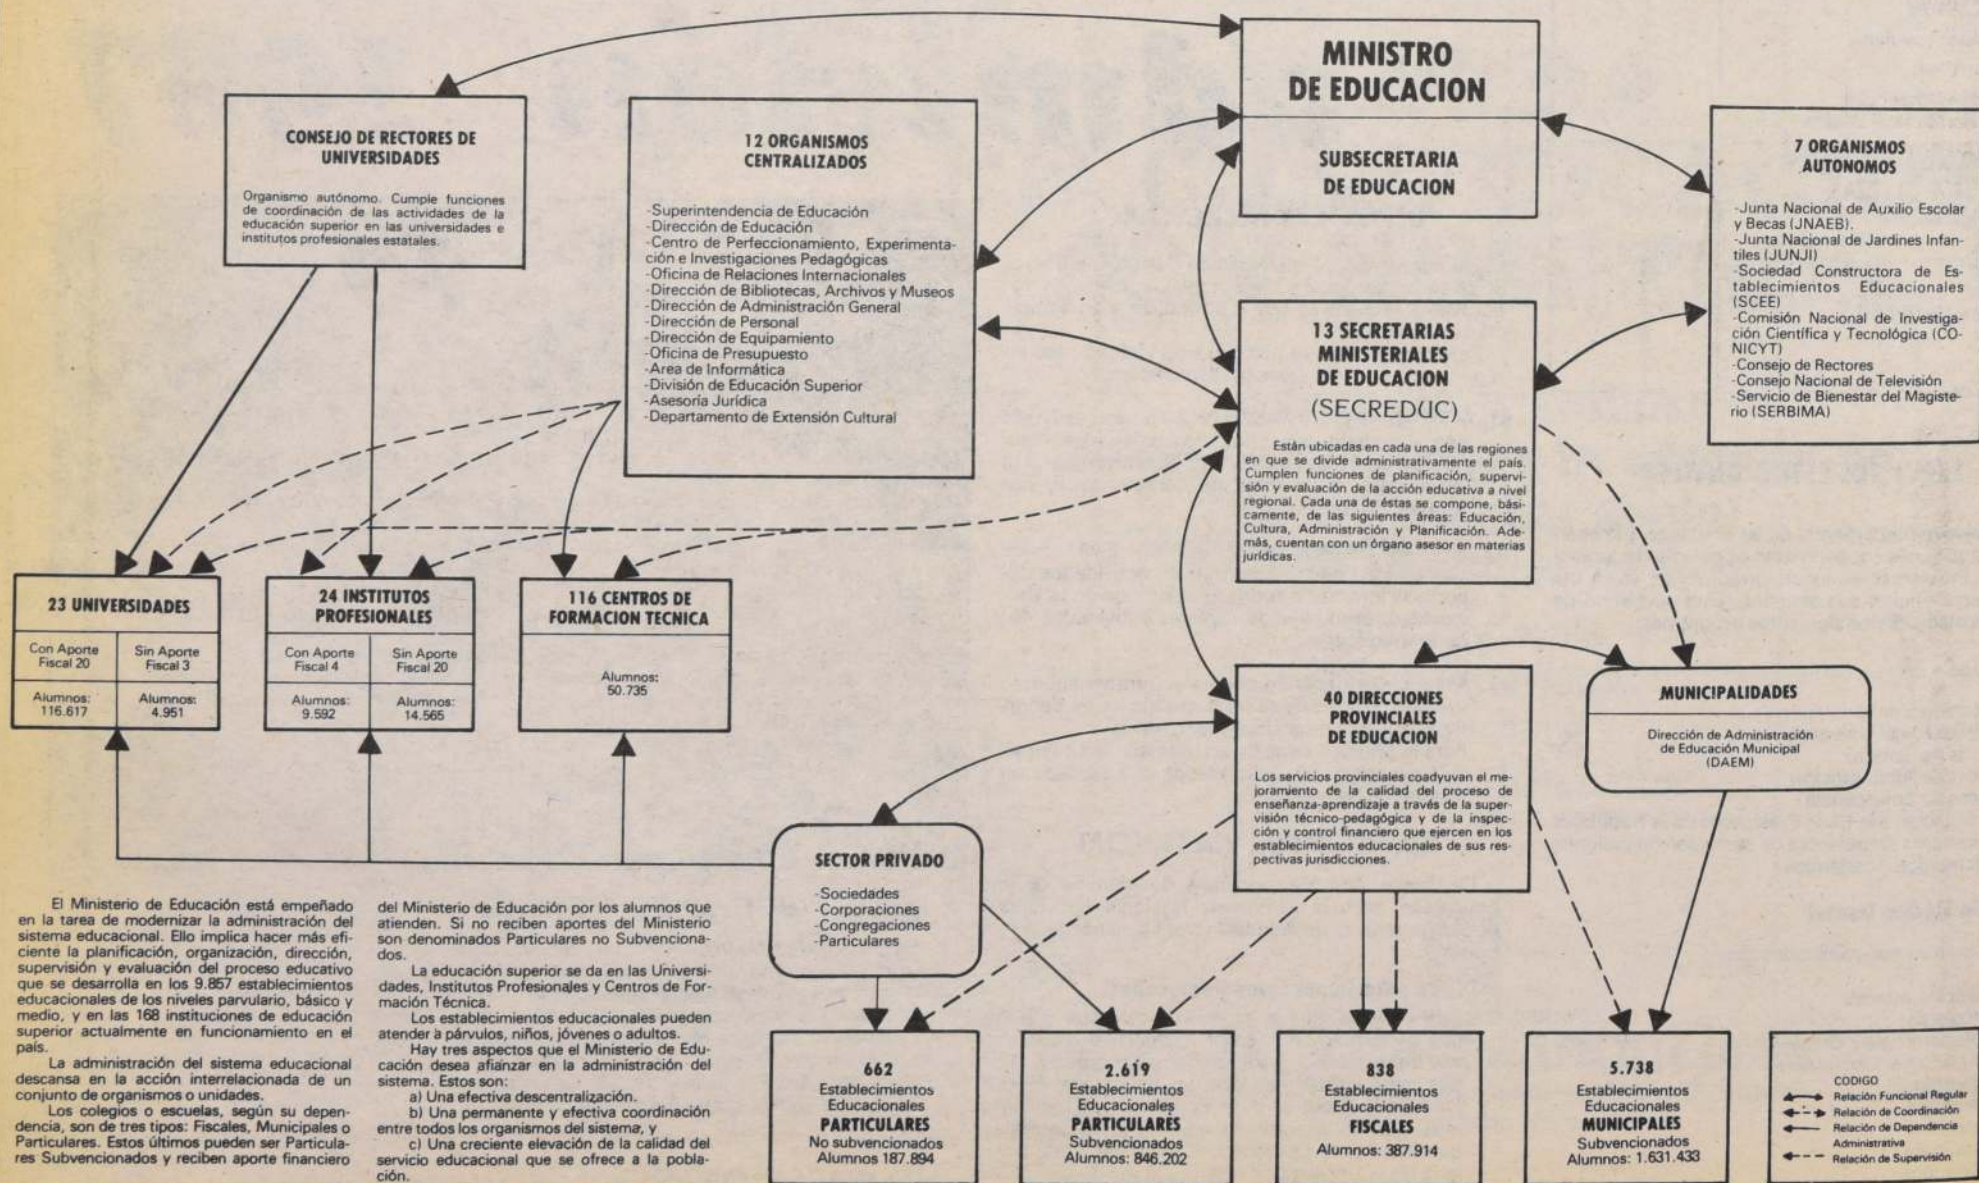 MINISTRO
DE EDUCACION
SUBSECRETARIA
DE EDUCACION
CONSEJO DE RECTORES DE
UNIVERSIDADES
Organismo autónomo. Cumple funciones
de coordinación de las actividades de la
educación superior en las universidades e
institutos profesionales estatales.
12 ORGANISMOS
CENTRALIZADOS
-Superintendencia de Educación
-Dirección de Educación
-Centro de Perfeccionamiento, Experimenta-
ción e Investigaciones Pedagógicas
-Oficina de Relaciones Internacionales
-Dirección de Bibliotecas, Archivos y Museos
-Dirección de Administración General
-Dirección de Personal
-Dirección de Equipamiento
-Oficina de Presupuesto
-Area de Informática
-División de Educación Superior
-Asesoría Jurídica
-Departamento de Extensión Cultural
7 ORGANISMOS
AUTONOMOS
-Junta Nacional de Auxilio Escolar
y Becas (JNAEB).
-Junta Nacional de Jardines Infan-
tiles (JUNJI)
-Sociedad Constructora de Es-
tablecimientos Educacionales
(SCEE)
-Comisión Nacional de Investiga-
ción Científica y Tecnológica (CO-
NICYT)
-Consejo de Rectores
-Consejo Nacional de Televisión
-Servicio de Bienestar del Magiste-
rio (SERBIMA)
13 SECRETARIAS
MINISTERIALES
DE EDUCACION
(SECREDUC)
Están ubicadas en cada una de las regiones
en que se divide administrativamente el país.
Cumplen funciones de planificación, supervi-
sión y evaluación de la acción educativa a nivel
regional. Cada una de éstas se compone, bási-
camente, de las siguientes áreas: Educación,
Cultura, Administración y Planificación. Ade-
más, cuentan con un órgano asesor en materias
jurídicas.
23 UNIVERSIDADES
Con Aporte
Fiscal 20
Sin Aporte
Fiscal 3
Alumnos:
116.617
Alumnos:
4.951
24 INSTITUTOS
PROFESIONALES
Con Aporte
Fiscal 4
Sin Aporte
Fiscal 20
Alumnos:
9.592
Alumnos:
14.565
116 CENTROS DE
FORMACION TECNICA
Alumnos:
50.735
40 DIRECCIONES
PROVINCIALES
DE EDUCACION
Los servicios provinciales coadyuvan el me-
joramiento de la calidad del proceso de
enseñanza-aprendizaje a través de la super-
visión técnico-pedagógica y de la inspec-
ción y control financiero que ejercen en los
establecimientos educacionales de sus res-
pectivas jurisdicciones.
MUNICIPALIDADES
Dirección de Administración
de Educación Municipal
(DAEM)
SECTOR PRIVADO
-Sociedades
-Corporaciones
-Congregaciones
-Particulares
El Ministerio de Educación está empeñado
en la tarea de modernizar la administración del
sistema educacional. Ello implica hacer más efi-
ciente la planificación, organización, dirección,
supervisión y evaluación del proceso educativo
que se desarrolla en los 9.857 establecimientos
educacionales de los niveles parvulario, básico y
medio, y en las 168 instituciones de educación
superior actualmente en funcionamiento en el
país.
La administración del sistema educacional
descansa en la acción interrelacionada de un
conjunto de organismos o unidades.
Los colegios o escuelas, según su depen-
dencia, son de tres tipos: Fiscales, Municipales o
Particulares. Estos últimos pueden ser Particula-
res Subvencionados y reciben aporte financiero
del Ministerio de Educación por los alumnos que
atienden. Si no reciben aportes del Ministerio
son denominados Particulares no Subvenciona-
dos.
La educación superior se da en las Universi-
dades, Institutos Profesionales y Centros de For-
mación Técnica.
Los establecimientos educacionales pueden
atender a párvulos, niños, jóvenes o adultos.
Hay tres aspectos que el Ministerio de Edu-
cación desea afianzar en la administración del
sistema. Estos son:
a) Una efectiva descentralización.
b) Una permanente y efectiva coordinación
entre todos los organismos del sistema, y
c) Una creciente elevación de la calidad del
servicio educacional que se ofrece a la pobla-
ción.
662
Establecimientos
Educacionales
PARTICULARES
No subvencionados
Alumnos 187.894
2.619
Establecimientos
Educacionales
PARTICULARES
Subvencionados
Alumnos: 846.202
838
Establecimientos
Educacionales
FISCALES
Alumnos: 387.914
5.738
Establecimientos
Educacionales
MUNICIPALES
Subvencionados
Alumnos: 1.631.433
CODIGO
Relación Funcional Regular
Relación de Coordinación
Relación de Dependencia
Administrativa
Relación de Supervisión